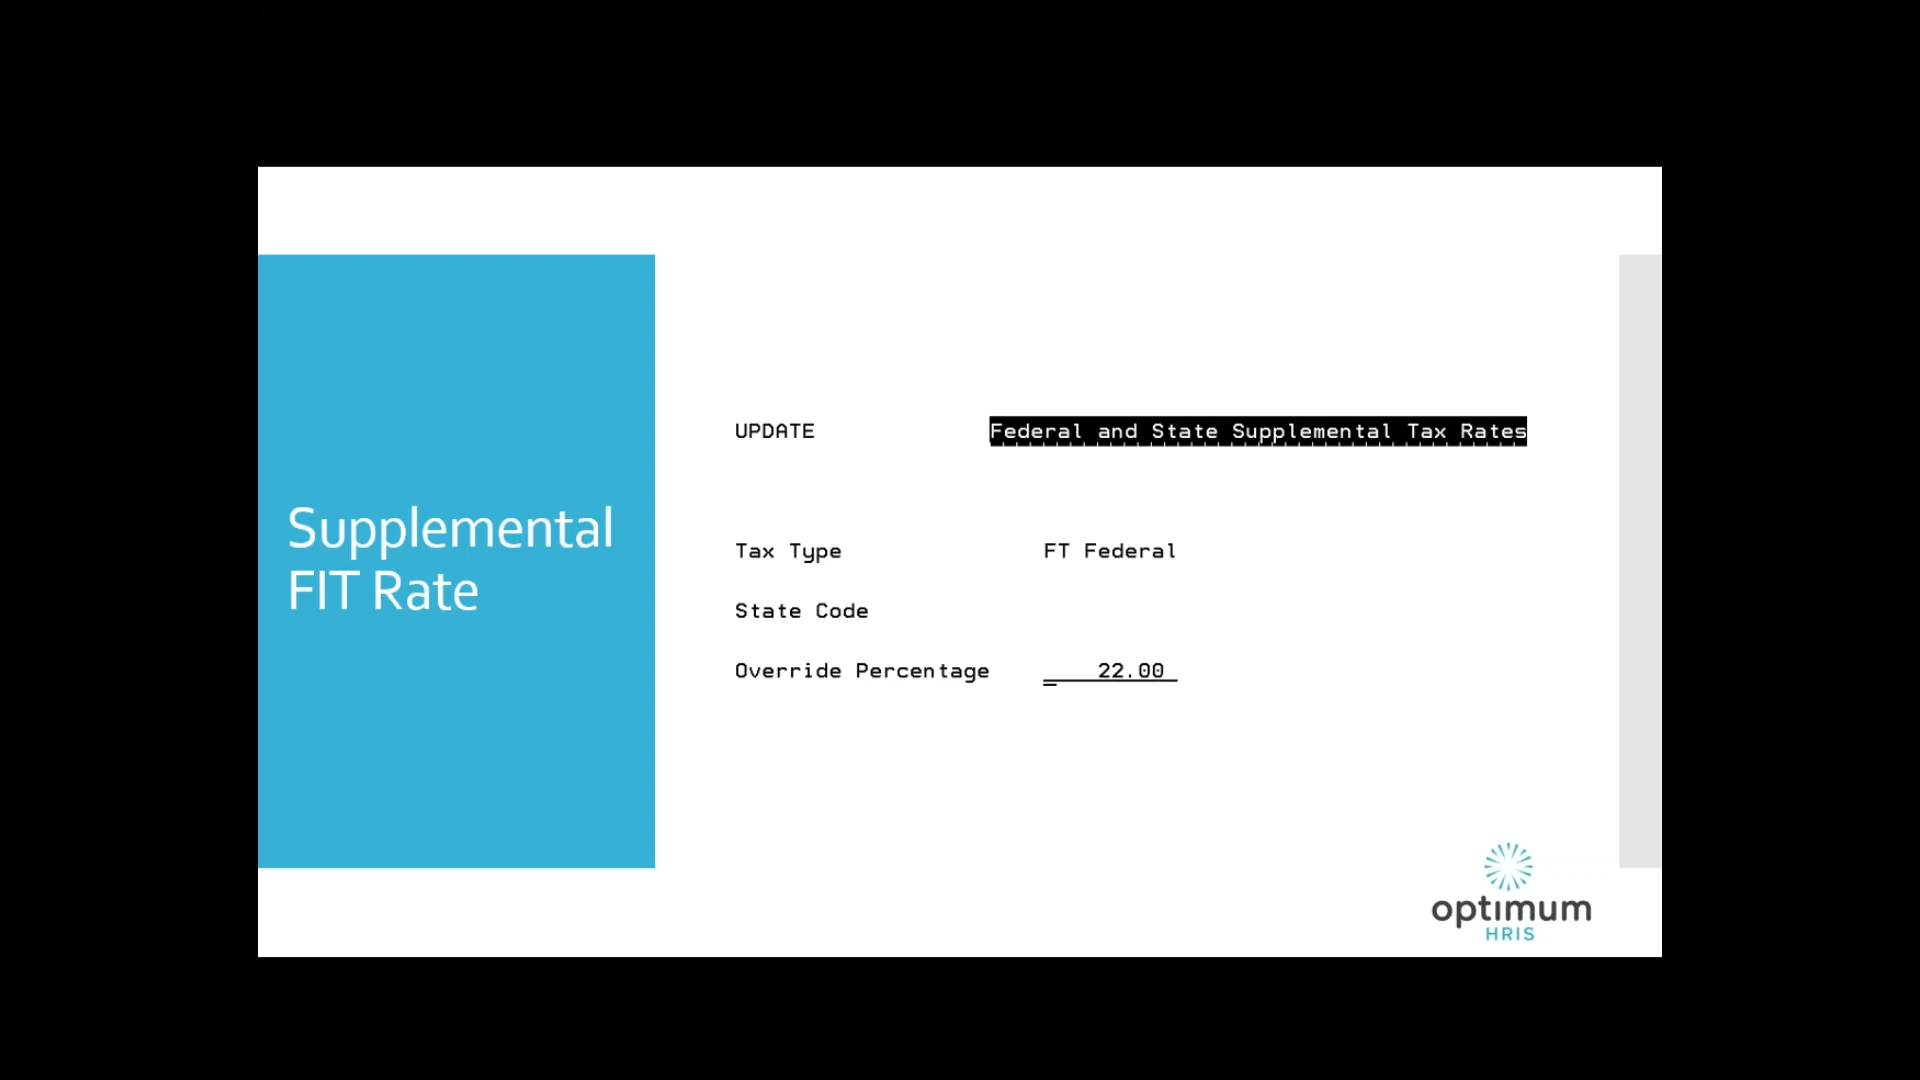 Supplemental
FIT Rate
UPDATE Federal and State Supplemental Tax Rates
Tax Type FT Federal
State Code
Override Percentage 22.00
optimum
HRIS